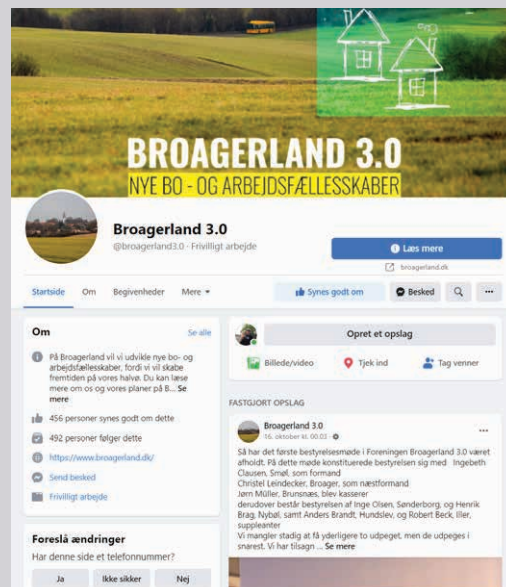 BROAGERLAND 3.0
NYE BO - OG ARBEJDSFÆLLESSKABER
Broagerland 3.0
@broagerland3.0 · Frivilligt arbejde
Læs mere
broagerland.dk
Startside Om Begivenheder Mere
Synes godt om
Besked
Om
Se alle
På Broagerland vil vi udvikle nye bo- og
arbejdsfællesskaber, fordi vi vil skabe
fremtiden på vores halvø. Du kan læse
mere om os og vores planer på B... Se
mere
456 personer synes godt om dette
492 personer følger dette
https://www.broagerland.dk/
Send besked
Frivilligt arbejde
Foreslå ændringer
Har denne side et telefonnummer?
Ja Ikke sikker Nej
Opret et opslag
Billede/video Tjek ind Tag venner
FASTGJORT OPSLAG
Broagerland 3.0
16. oktober kl. 00.03
Så har det første bestyrelsesmøde i Foreningen Broagerland 3.0 været
afholdt. På dette møde konstituerede bestyrelsen sig med Ingebeth
Clausen, Smøl, som formand
Christel Leindecker, Broager, som næstformand
Jørn Müller, Brunsnæs, blev kasserer
derudover består bestyrelsen af Inge Olsen, Sønderborg, og Henrik
Brag, Nybøl, samt Anders Brandt, Hundslev, og Robert Beck, Iller,
suppleanter
Vi mangler stadig at få yderligere to udpeget, men de udpeges i
snarest. Vi har tilsagn ... Se mere